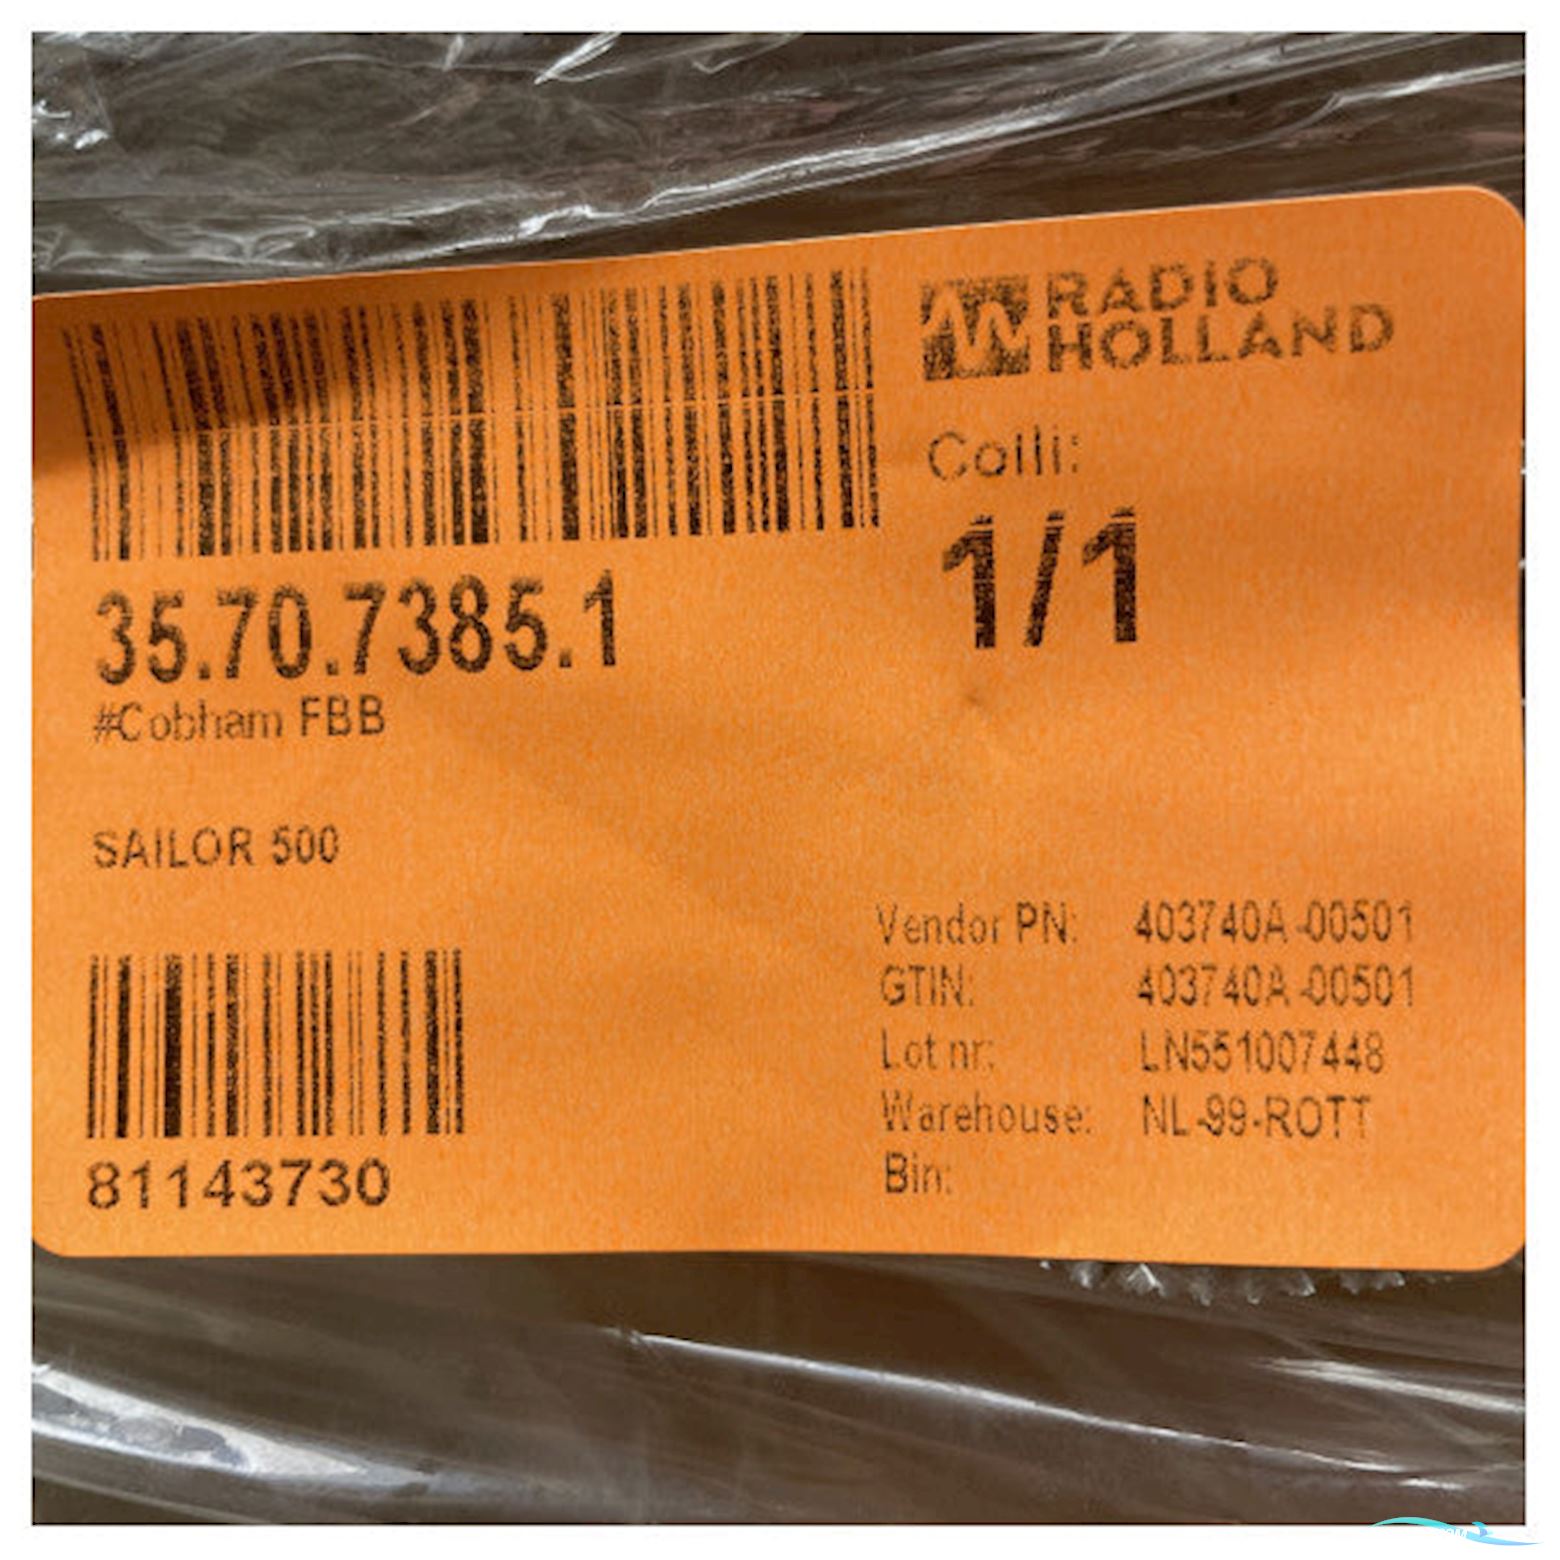 RADIO
HOLLAND
Colli:
1/1
35.70.7385.1
#Cobham FBB
SAILOR 500
Vendor PN: 403740A-00501
GTIN: 403740A-00501
Lot nr.: LN551007448
Warehouse: NL-99-ROTT
Bin:
81143730